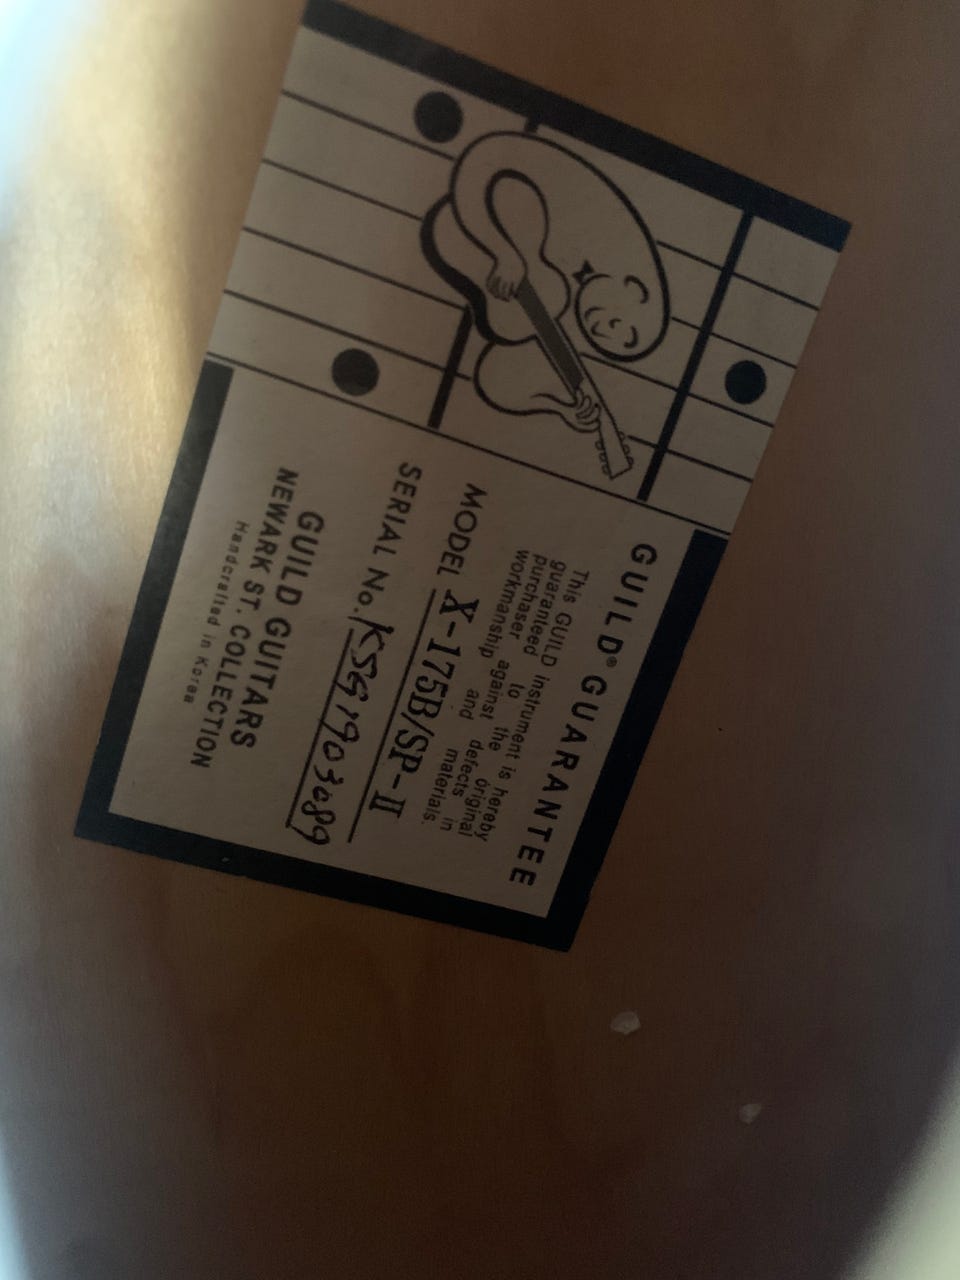 GUILD® GUARANTEE
This GUILD instrument is hereby
guaranteed to the original
purchaser against defects in
workmanship and materials.
MODEL X-175B/SP-II
SERIAL No. KSG1903089
GUILD GUITARS
NEWARK ST. COLLECTION
Handcrafted in Korea